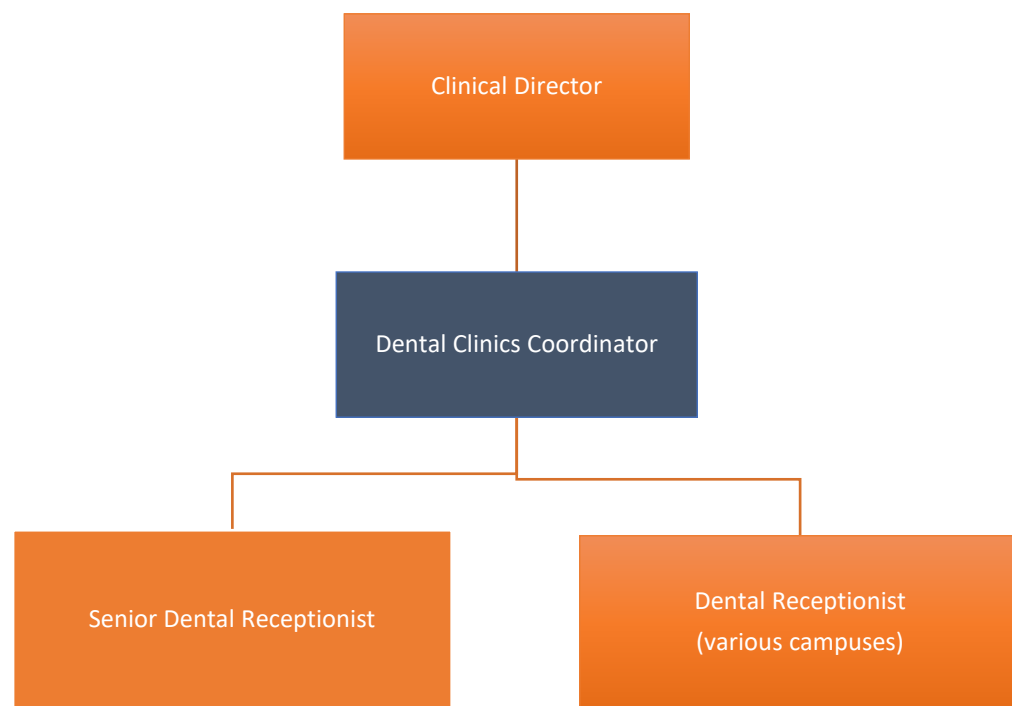 Clinical Director
Dental Clinics Coordinator
Senior Dental Receptionist
Dental Receptionist
(various campuses)